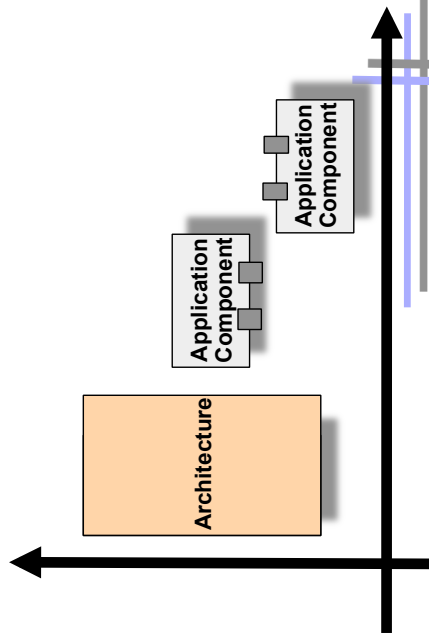 Architecture
Application
Component
Application
Component